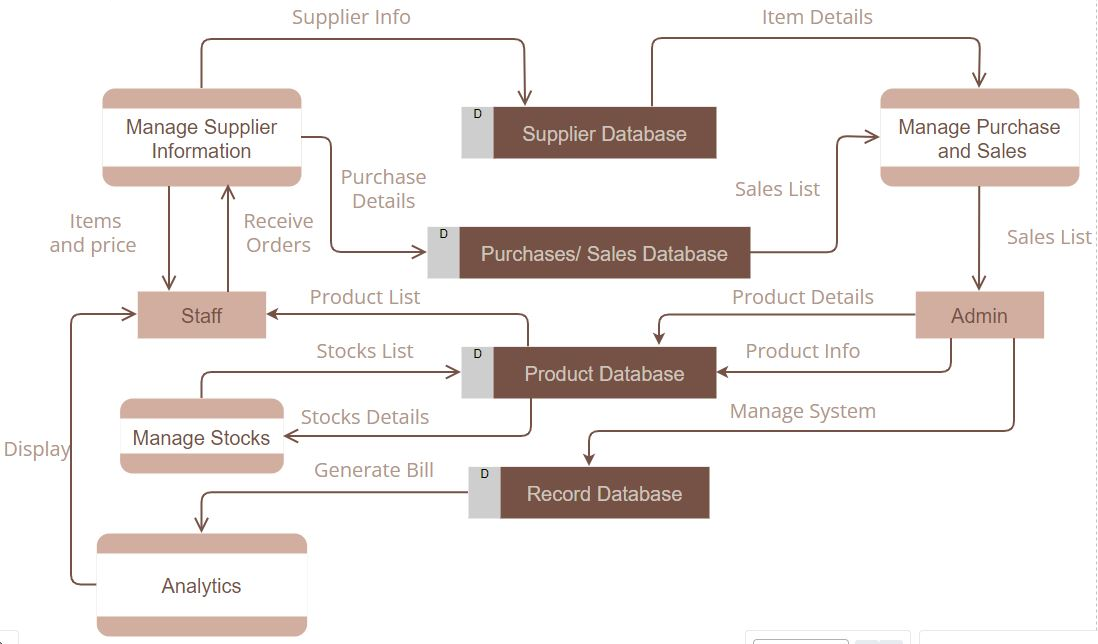 Supplier Info
Item Details
D
Supplier Database
Manage Supplier
Information
Manage Purchase
and Sales
Purchase
Details
Sales List
Items
and price
Receive
Orders
D
Purchases/ Sales Database
Sales List
Product List
Product Details
Staff
Admin
Stocks List
D
Product Database
Product Info
Stocks Details
Manage System
Manage Stocks
Display
Generate Bill
D
Record Database
Analytics